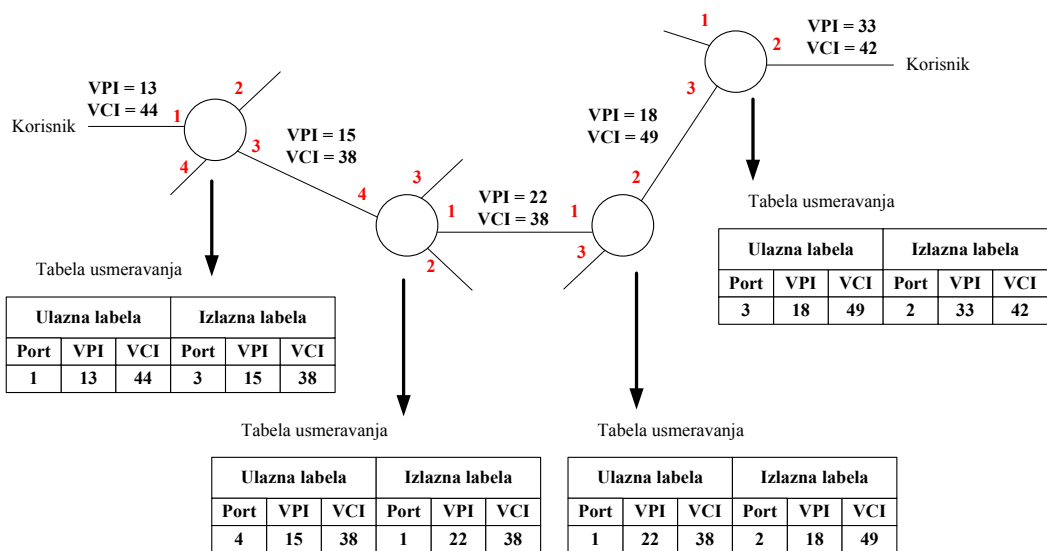 1
2
VPI = 33
VCI = 42
Korisnik
3
VPI = 13
VCI = 44
Korisnik
1
2
3
4
VPI = 15
VCI = 38
VPI = 18
VCI = 49
4
3
1
2
VPI = 22
VCI = 38
1
2
3
Tabela usmeravanja
Ulazna labela Izlazna labela
Port VPI VCI Port VPI VCI
3 18 49 2 33 42
Tabela usmeravanja
Ulazna labela Izlazna labela
Port VPI VCI Port VPI VCI
1 13 44 3 15 38
Tabela usmeravanja
Ulazna labela Izlazna labela
Port VPI VCI Port VPI VCI
4 15 38 1 22 38
Tabela usmeravanja
Ulazna labela Izlazna labela
Port VPI VCI Port VPI VCI
1 22 38 2 18 49